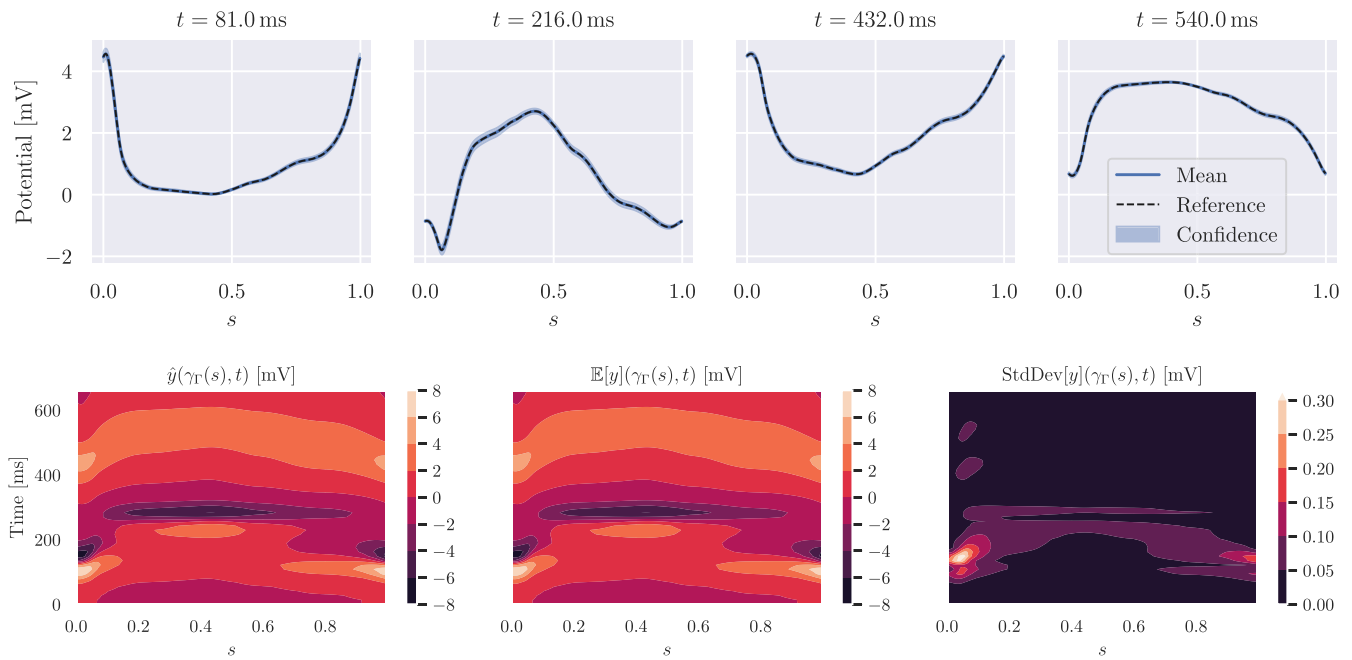 t = 81.0 ms
t = 216.0 ms
t = 432.0 ms
t = 540.0 ms
Potential [mV]
4
2
0
−2
0.0 0.5 1.0
0.0 0.5 1.0
0.0 0.5 1.0
0.0 0.5 1.0
s
s
s
s
Mean
Reference
Confidence
ŷ(γΓ(s), t) [mV]
𝔼[y](γΓ(s), t) [mV]
StdDev[y](γΓ(s), t) [mV]
Time [ms]
600
400
200
0
0.0 0.2 0.4 0.6 0.8
s
8
6
4
2
0
−2
−4
−6
−8
0.0 0.2 0.4 0.6 0.8
s
8
6
4
2
0
−2
−4
−6
−8
0.0 0.2 0.4 0.6 0.8
s
0.30
0.25
0.20
0.15
0.10
0.05
0.00